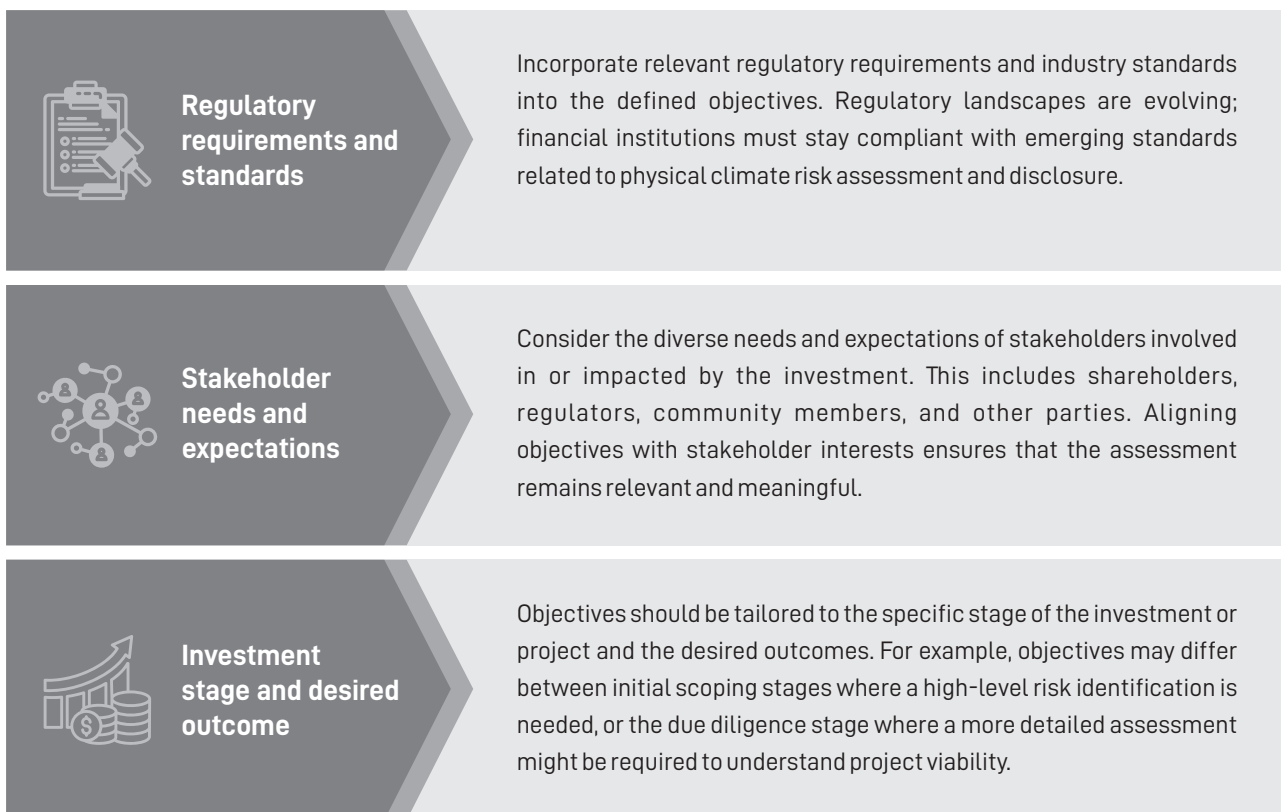 Regulatory
requirements and
standards
Incorporate relevant regulatory requirements and industry standards
into the defined objectives. Regulatory landscapes are evolving;
financial institutions must stay compliant with emerging standards
related to physical climate risk assessment and disclosure.
Stakeholder
needs and
expectations
Consider the diverse needs and expectations of stakeholders involved
in or impacted by the investment. This includes shareholders,
regulators, community members, and other parties. Aligning
objectives with stakeholder interests ensures that the assessment
remains relevant and meaningful.
Investment
stage and desired
outcome
$
Objectives should be tailored to the specific stage of the investment or
project and the desired outcomes. For example, objectives may differ
between initial scoping stages where a high-level risk identification is
needed, or the due diligence stage where a more detailed assessment
might be required to understand project viability.